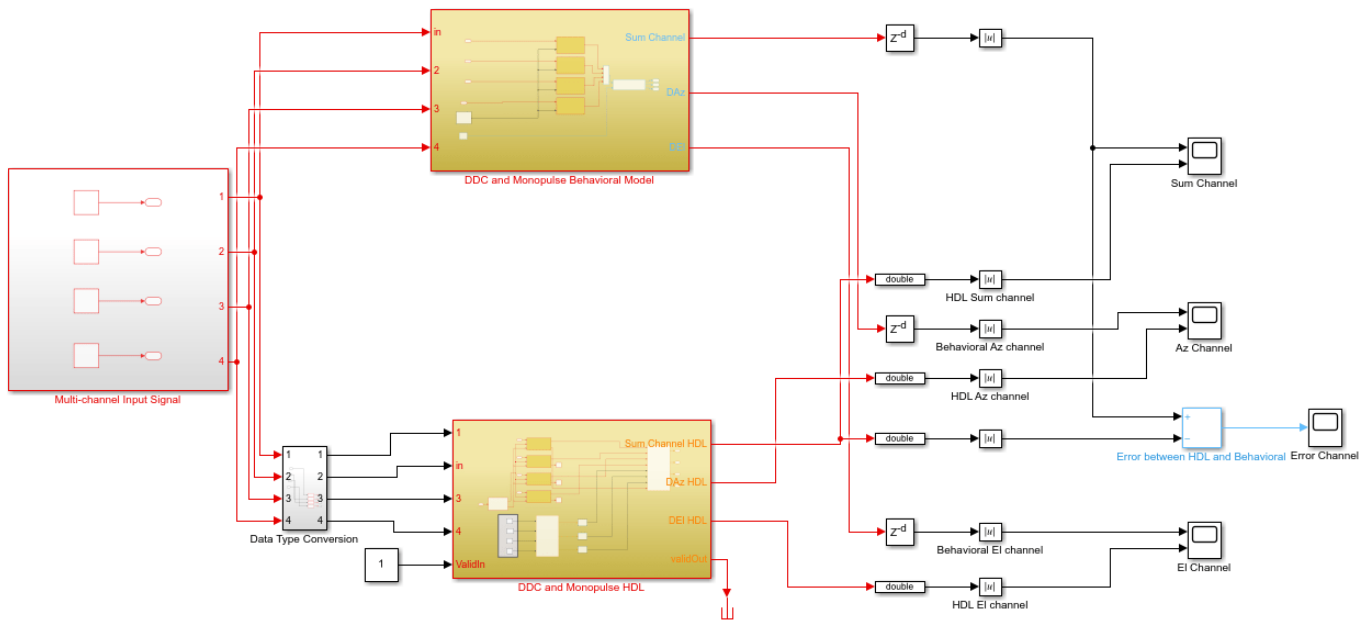 in
Sum Channel
z-d
|u|
2
DAz
3
4
DEl
DDC and Monopulse Behavioral Model
Sum Channel
1
2
3
4
Multi-channel Input Signal
double
|u|
HDL Sum channel
z-d
|u|
Behavioral Az channel
Az Channel
double
|u|
HDL Az channel
+
−
double
|u|
Error between HDL and Behavioral
Error Channel
1
1
2
2
3
3
4
4
Data Type Conversion
1
Sum Channel HDL
in
DAz HDL
3
DEl HDL
4
validOut
ValidIn
1
DDC and Monopulse HDL
z-d
|u|
Behavioral El channel
El Channel
double
|u|
HDL El channel